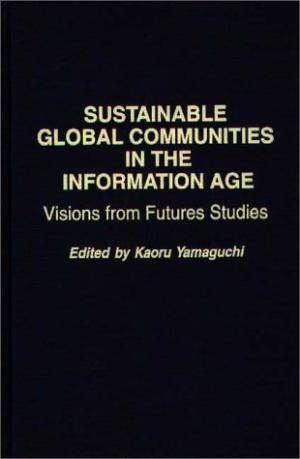 SUSTAINABLE
GLOBAL COMMUNITIES
IN THE
INFORMATION AGE
Visions from Futures Studies
Edited by Kaoru Yamaguchi